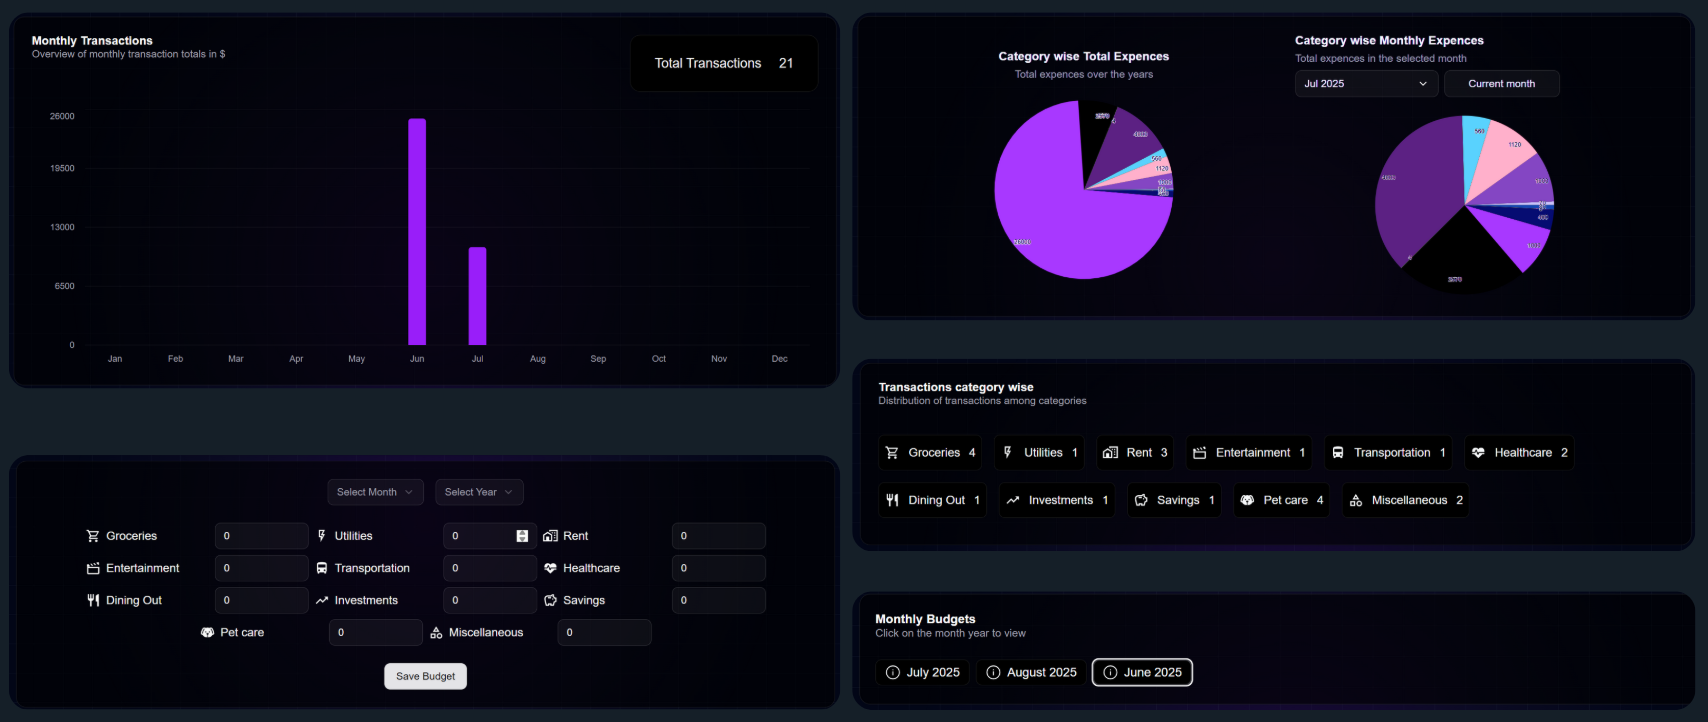 Monthly Transactions
Overview of monthly transaction totals in $
Total Transactions 21
26000
19500
13000
6500
0
Jan Feb Mar Apr May Jun Jul Aug Sep Oct Nov Dec
Category wise Total Expences
Total expences over the years
2970
560
1120
Category wise Monthly Expences
Total expences in the selected month
Jul 2025
Current month
560
1120
2970
Select Month Select Year
Groceries 0 Utilities 0 Rent 0
Entertainment 0 Transportation 0 Healthcare 0
Dining Out 0 Investments 0 Savings 0
Pet care 0 Miscellaneous 0
Save Budget
Transactions category wise
Distribution of transactions among categories
Groceries 4 Utilities 1 Rent 3 Entertainment 1 Transportation 1 Healthcare 2
Dining Out 1 Investments 1 Savings 1 Pet care 4 Miscellaneous 2
Monthly Budgets
Click on the month year to view
July 2025 August 2025 June 2025